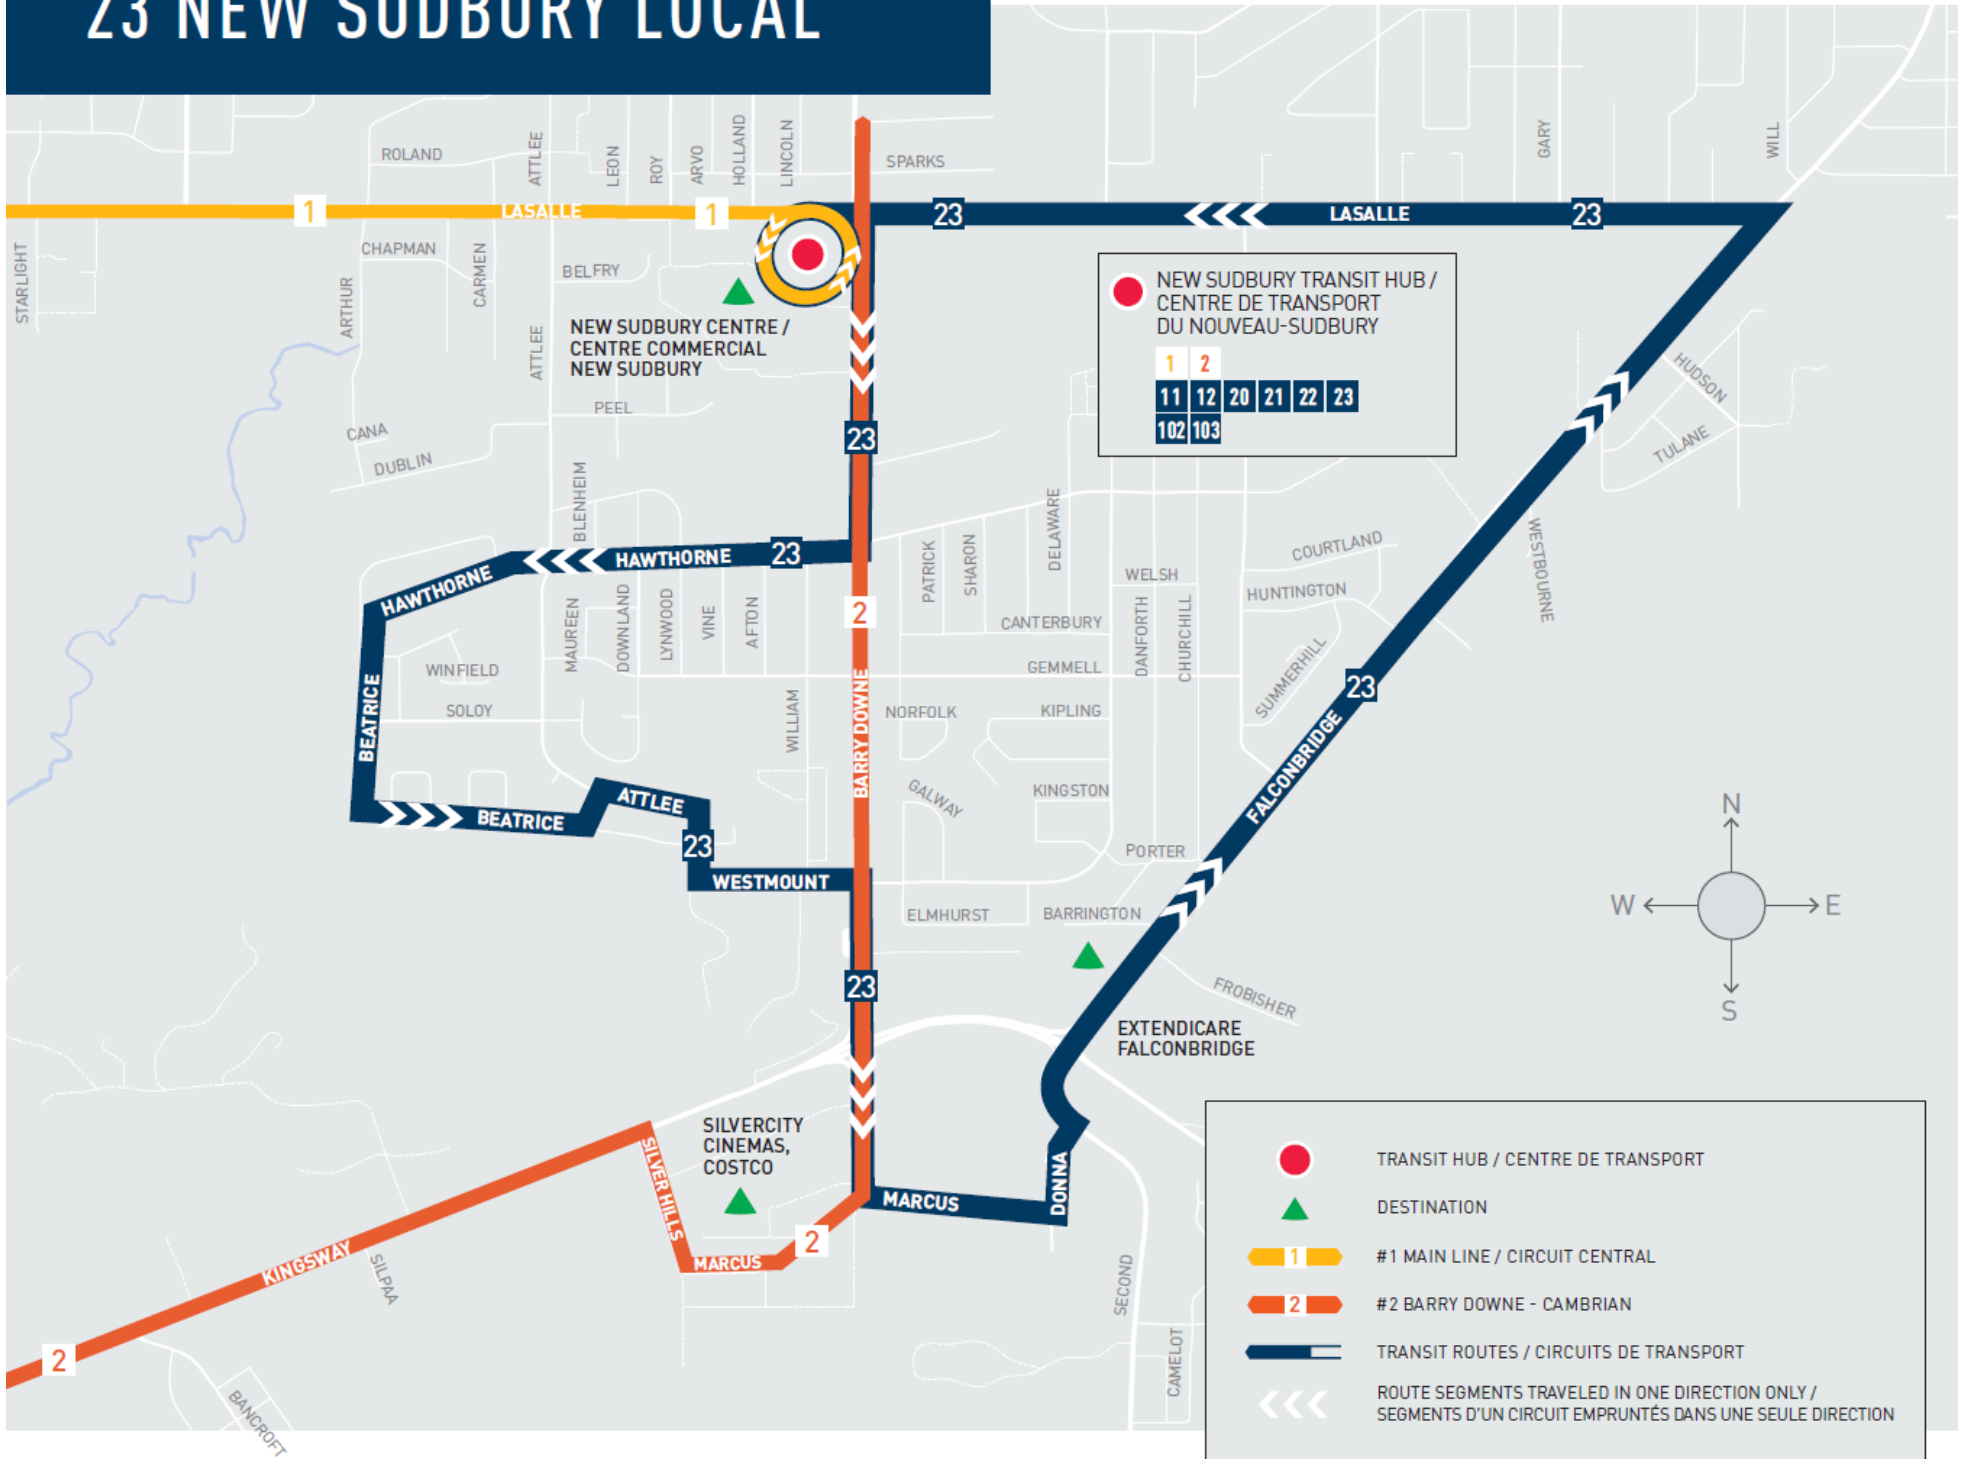 23 NEW SUDBURY LOCAL
ROLAND
ATTLEE
LEON
ROY
ARVO
HOLLAND
LINCOLN
SPARKS
GARY
WILL
1
LASALLE
1
23
LASALLE
23
STARLIGHT
CHAPMAN
ARTHUR
CARMEN
BELFRY
ATTLEE
NEW SUDBURY CENTRE /
CENTRE COMMERCIAL
NEW SUDBURY
NEW SUDBURY TRANSIT HUB /
CENTRE DE TRANSPORT
DU NOUVEAU-SUDBURY
1 2
11 12 20 21 22 23
102 103
HUDSON
TULANE
PEEL
CANA
DUBLIN
23
BLENHEIM
DELAWARE
WESTBOURNE
COURTLAND
HAWTHORNE
23
HAWTHORNE
PATRICK
SHARON
WELSH
HUNTINGTON
MAUREEN
DOWNLAND
LYNWOOD
VINE
AFTON
2
CANTERBURY
DANFORTH
CHURCHILL
SUMMERHILL
WINFIELD
GEMMELL
23
BEATRICE
SOLOY
WILLIAM
BARRY DOWNE
NORFOLK
KIPLING
FALCONBRIDGE
GALWAY
KINGSTON
ATTLEE
BEATRICE
23
PORTER
WESTMOUNT
ELMHURST
BARRINGTON
N
W
E
S
23
FROBISHER
EXTENDICARE
FALCONBRIDGE
SILVERCITY
CINEMAS,
COSTCO
SILVER HILLS
MARCUS
DONNA
2
MARCUS
KINGSWAY
SILPAA
SECOND
CAMELOT
2
BANCROFT
TRANSIT HUB / CENTRE DE TRANSPORT
DESTINATION
1
#1 MAIN LINE / CIRCUIT CENTRAL
2
#2 BARRY DOWNE - CAMBRIAN
TRANSIT ROUTES / CIRCUITS DE TRANSPORT
ROUTE SEGMENTS TRAVELED IN ONE DIRECTION ONLY /
SEGMENTS D'UN CIRCUIT EMPRUNTÉS DANS UNE SEULE DIRECTION